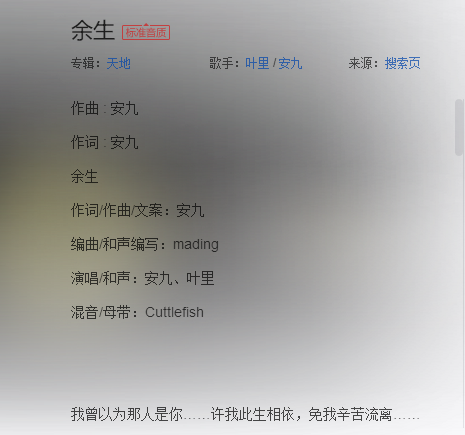 余生 标准音质
专辑：天地 歌手：叶里 / 安九 来源：搜索页
作曲 : 安九
作词 : 安九
余生
作词/作曲/文案：安九
编曲/和声编写：mading
演唱/和声：安九、叶里
混音/母带：Cuttlefish
我曾以为那人是你……许我此生相依，免我辛苦流离……